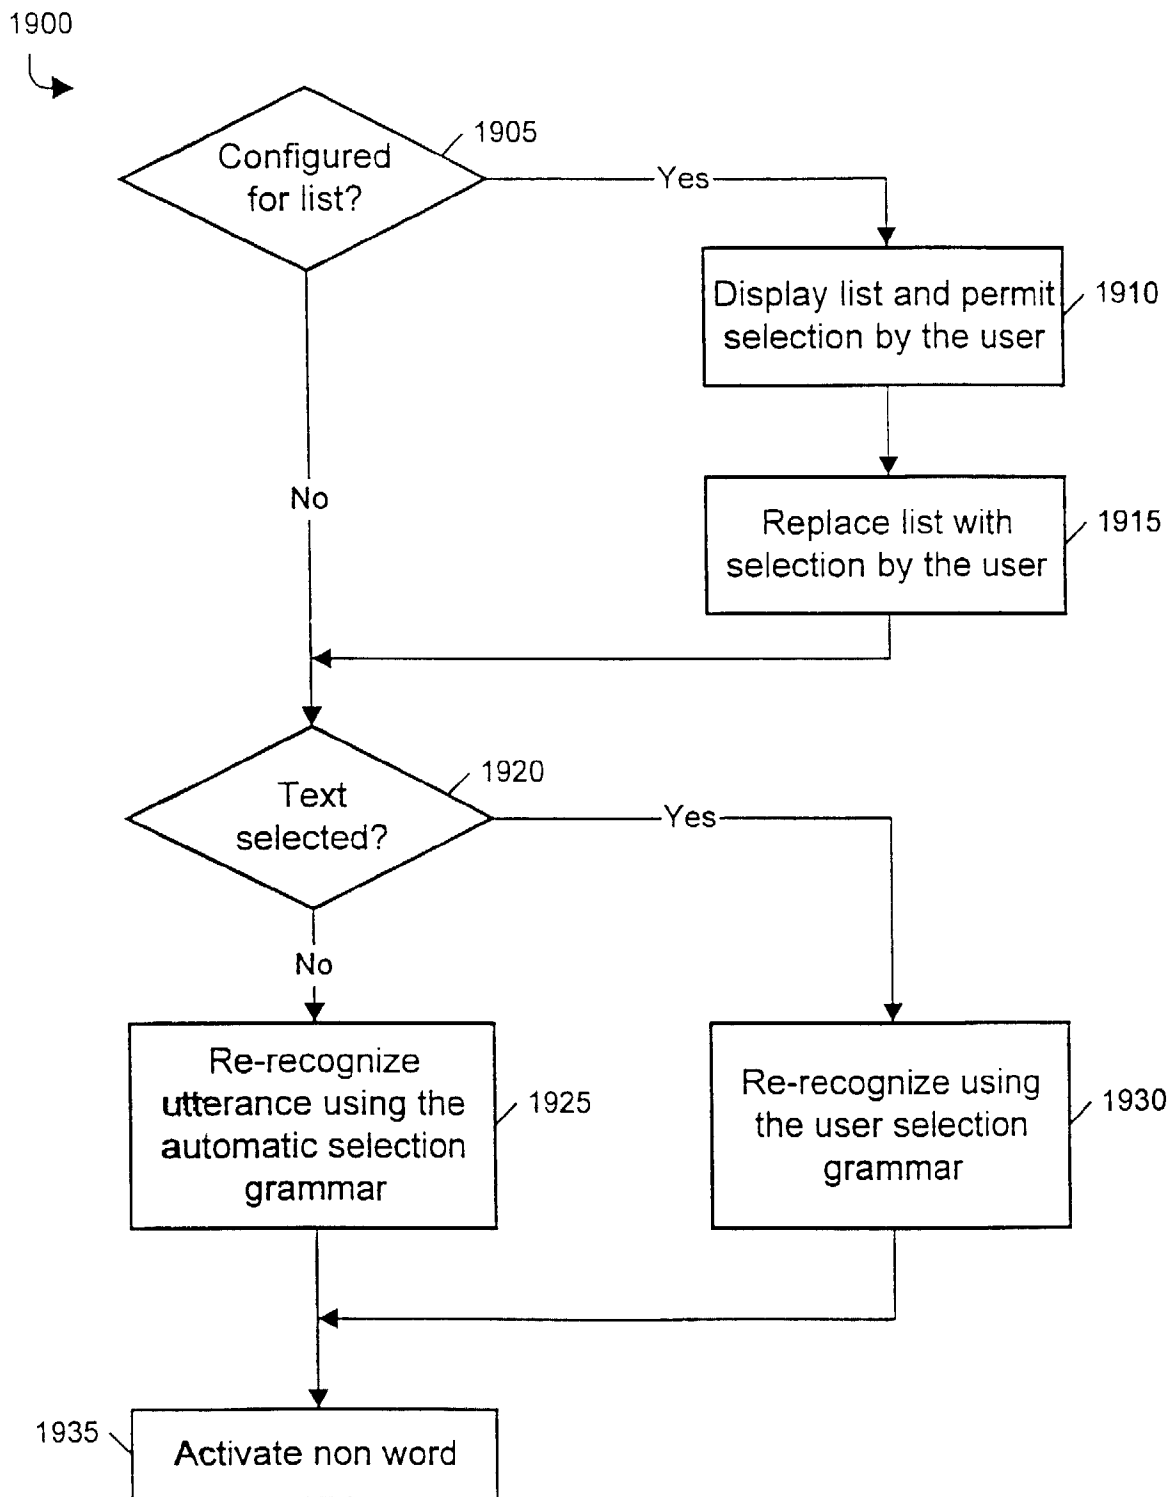 1900
1905
Configured
for list?
Yes
Display list and permit
selection by the user
1910
No
Replace list with
selection by the user
1915
1920
Text
selected?
Yes
No
Re-recognize
utterance using the
automatic selection
grammar
1925
Re-recognize using
the user selection
grammar
1930
1935
Activate non word